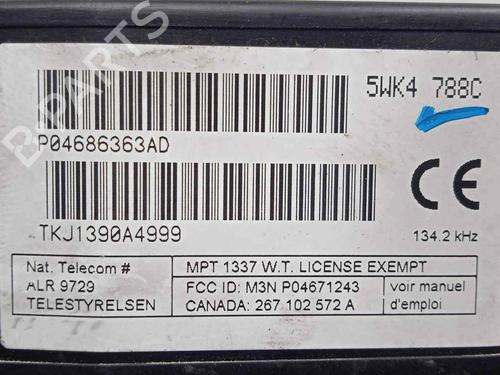 B-PARTS
5WK4 788C
P04686363AD
CE
TKJ1390A4999
134.2 kHz
Nat. Telecom #
ALR 9729
TELESTYRELSEN
MPT 1337 W.T. LICENSE EXEMPT
FCC ID: M3N P04671243
CANADA: 267 102 572 A
voir manuel
d'emploi